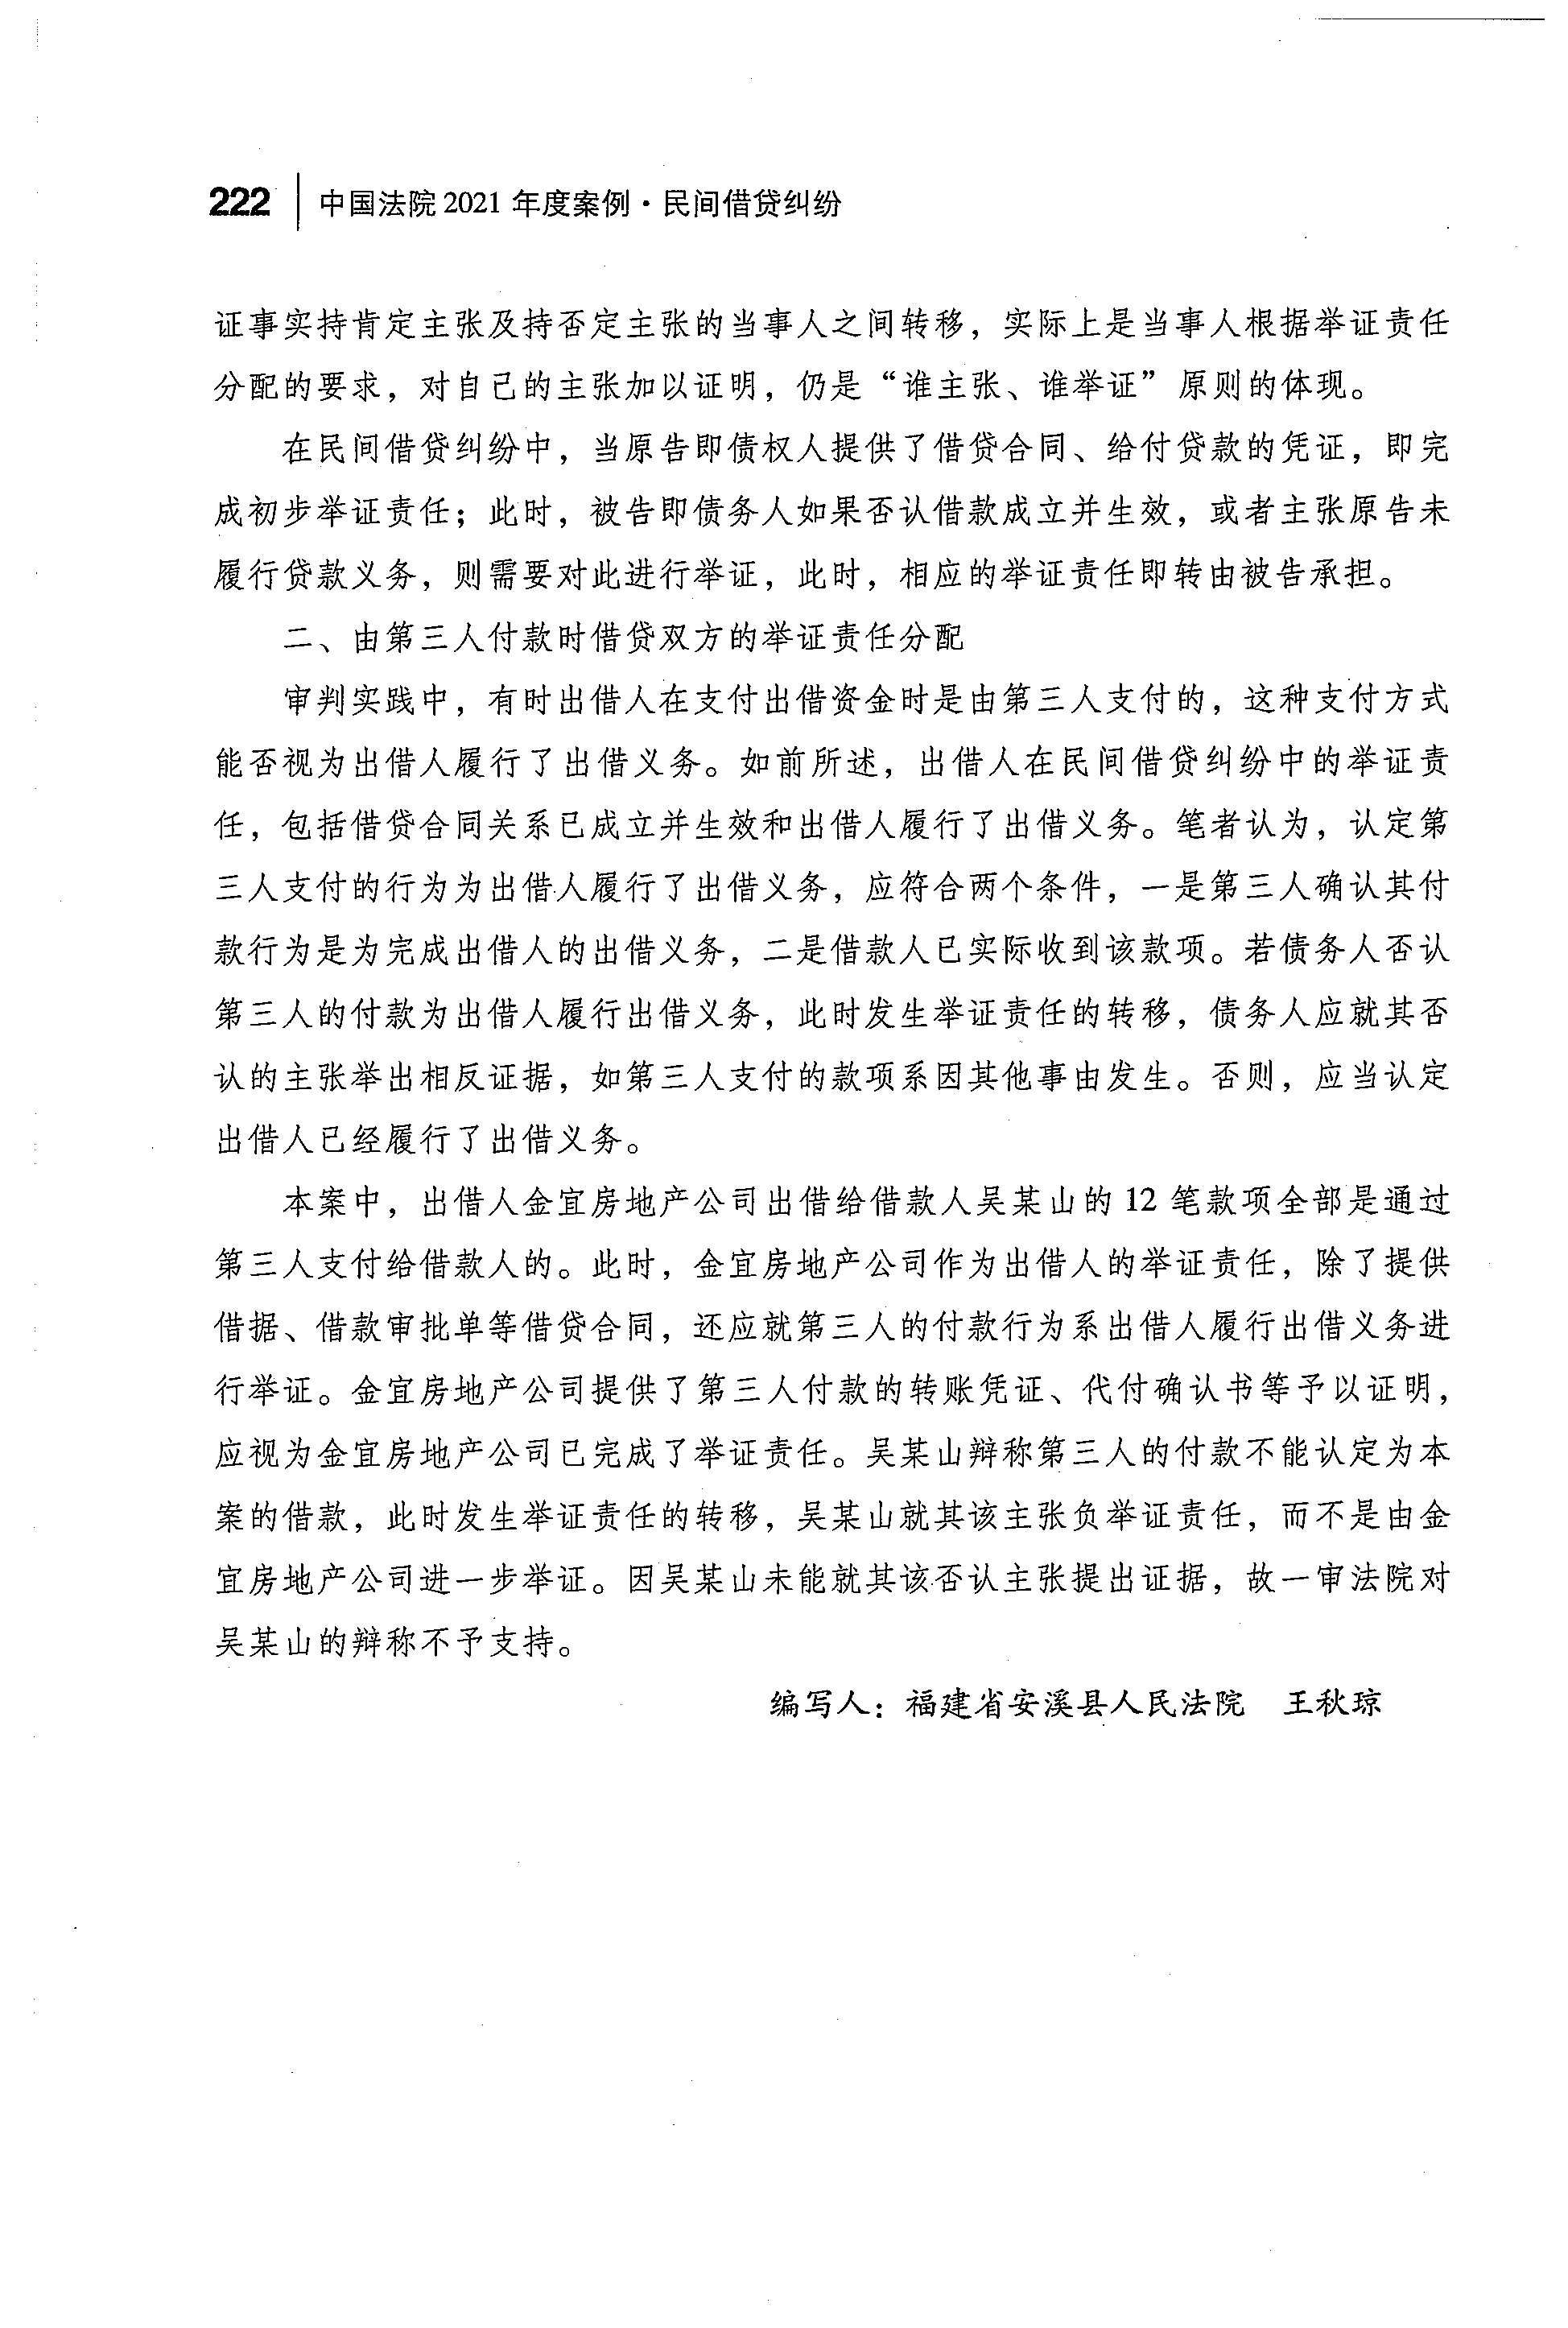 222 中国法院2021年度案例·民间借贷纠纷
证事实持肯定主张及持否定主张的当事人之间转移，实际上是当事人根据举证责任
分配的要求，对自己的主张加以证明，仍是“谁主张、谁举证”原则的体现。
在民间借贷纠纷中，当原告即债权人提供了借贷合同、给付贷款的凭证，即完
成初步举证责任；此时，被告即债务人如果否认借款成立并生效，或者主张原告未
履行贷款义务，则需要对此进行举证，此时，相应的举证责任即转由被告承担。
二、由第三人付款时借贷双方的举证责任分配
审判实践中，有时出借人在支付出借资金时是由第三人支付的，这种支付方式
能否视为出借人履行了出借义务。如前所述，出借人在民间借贷纠纷中的举证责
任，包括借贷合同关系已成立并生效和出借人履行了出借义务。笔者认为，认定第
三人支付的行为为出借人履行了出借义务，应符合两个条件，一是第三人确认其付
款行为是为完成出借人的出借义务，二是借款人已实际收到该款项。若债务人否认
第三人的付款为出借人履行出借义务，此时发生举证责任的转移，债务人应就其否
认的主张举出相反证据，如第三人支付的款项系因其他事由发生。否则，应当认定
出借人已经履行了出借义务。
本案中，出借人金宜房地产公司出借给借款人吴某山的12笔款项全部是通过
第三人支付给借款人的。此时，金宜房地产公司作为出借人的举证责任，除了提供
借据、借款审批单等借贷合同，还应就第三人的付款行为系出借人履行出借义务进
行举证。金宜房地产公司提供了第三人付款的转账凭证、代付确认书等予以证明，
应视为金宜房地产公司已完成了举证责任。吴某山辩称第三人的付款不能认定为本
案的借款，此时发生举证责任的转移，吴某山就其该主张负举证责任，而不是由金
宜房地产公司进一步举证。因吴某山未能就其该否认主张提出证据，故一审法院对
吴某山的辩称不予支持。
编写人：福建省安溪县人民法院 王秋琼